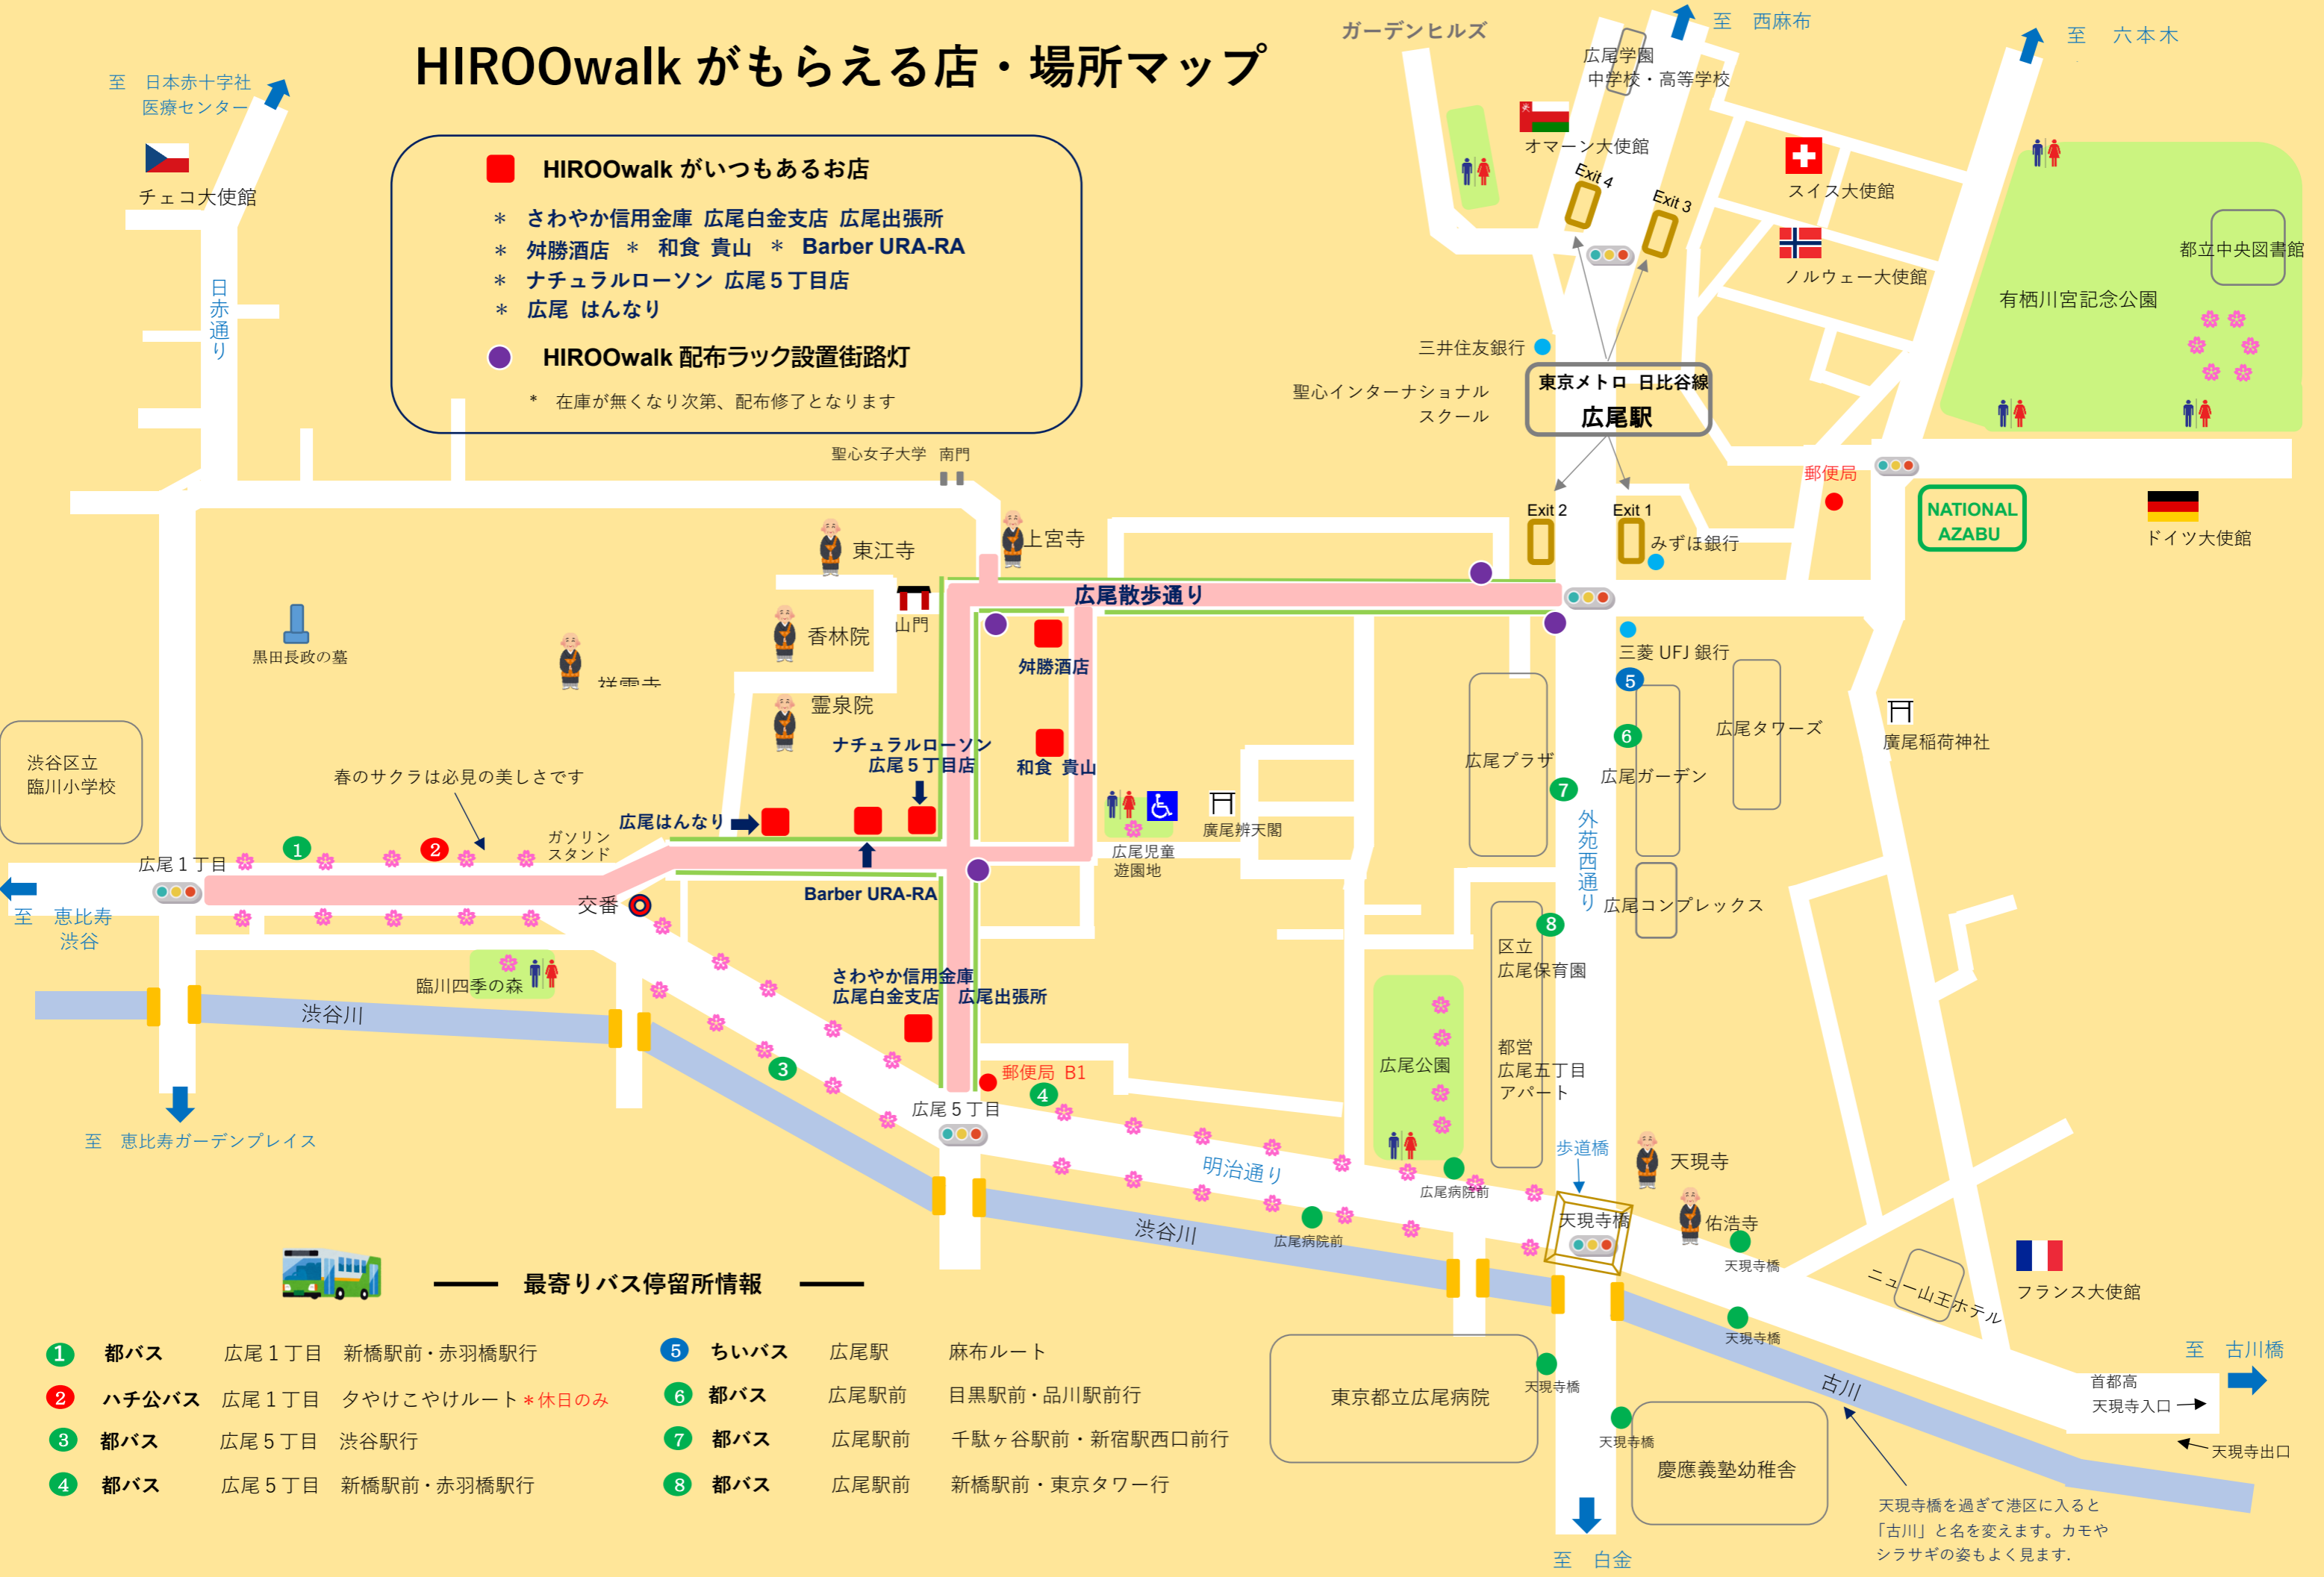 HIROOwalk がもらえる店・場所マップ
HIROOwalk がいつもあるお店
＊ さわやか信用金庫 広尾白金支店 広尾出張所
＊ 舛勝酒店 ＊ 和食 貴山 ＊ Barber URA-RA
＊ ナチュラルローソン 広尾５丁目店
＊ 広尾 はんなり
HIROOwalk 配布ラック設置街路灯
* 在庫が無くなり次第、配布修了となります
至 日本赤十字社
医療センター
チェコ大使館
日赤通り
ガーデンヒルズ
広尾学園
中学校・高等学校
至 西麻布
至 六本木
オマーン大使館
Exit 4
Exit 3
スイス大使館
ノルウェー大使館
都立中央図書館
有栖川宮記念公園
三井住友銀行
聖心インターナショナル
スクール
東京メトロ 日比谷線
広尾駅
郵便局
NATIONAL
AZABU
ドイツ大使館
Exit 2
Exit 1
みずほ銀行
聖心女子大学 南門
上宮寺
東江寺
山門
香林院
霊泉院
黒田長政の墓
広尾散歩通り
舛勝酒店
和食 貴山
ナチュラルローソン
広尾５丁目店
広尾はんなり
Barber URA-RA
三菱 UFJ 銀行
5
6
7
8
広尾タワーズ
広尾プラザ
広尾ガーデン
廣尾稲荷神社
外苑西通り
広尾コンプレックス
渋谷区立
臨川小学校
春のサクラは必見の美しさです
ガソリン
スタンド
1
2
広尾１丁目
交番
至 恵比寿
渋谷
広尾児童
遊園地
廣尾辨天閣
臨川四季の森
渋谷川
さわやか信用金庫
広尾白金支店 広尾出張所
3
郵便局 B1
4
広尾５丁目
区立
広尾保育園
都営
広尾五丁目
アパート
広尾公園
至 恵比寿ガーデンプレイス
明治通り
渋谷川
広尾病院前
広尾病院前
歩道橋
天現寺橋
天現寺
佑浩寺
天現寺橋
天現寺橋
天現寺橋
天現寺橋
ニュー山王ホテル
フランス大使館
至 古川橋
首都高
天現寺入口
天現寺出口
古川
東京都立広尾病院
慶應義塾幼稚舎
天現寺橋を過ぎて港区に入ると
「古川」と名を変えます。カモや
シラサギの姿もよく見ます.
至 白金
最寄りバス停留所情報
1 都バス 広尾１丁目 新橋駅前・赤羽橋駅行
2 ハチ公バス 広尾１丁目 夕やけこやけルート＊休日のみ
3 都バス 広尾５丁目 渋谷駅行
4 都バス 広尾５丁目 新橋駅前・赤羽橋駅行
5 ちいバス 広尾駅 麻布ルート
6 都バス 広尾駅前 目黒駅前・品川駅前行
7 都バス 広尾駅前 千駄ヶ谷駅前・新宿駅西口前行
8 都バス 広尾駅前 新橋駅前・東京タワー行